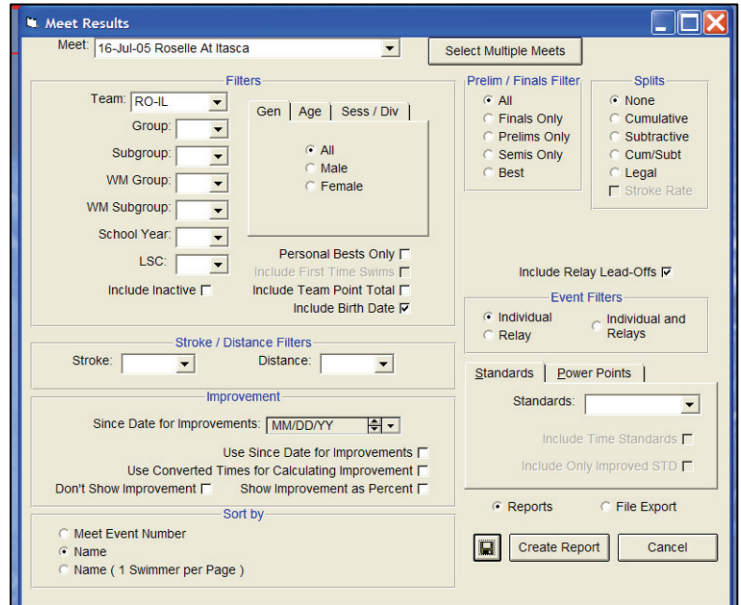 Meet Results
Meet: 16-Jul-05 Roselle At Itasca
Select Multiple Meets
Filters
Team: RO-IL
Group:
Subgroup:
WM Group:
WM Subgroup:
School Year:
LSC:
Include Inactive
Gen Age Sess / Div
All
Male
Female
Personal Bests Only
Include First Time Swims
Include Team Point Total
Include Birth Date
Prelim / Finals Filter
All
Finals Only
Prelims Only
Semis Only
Best
Splits
None
Cumulative
Subtractive
Cum/Subt
Legal
Stroke Rate
Include Relay Lead-Offs
Event Filters
Individual
Relay
Individual and
Relays
Stroke / Distance Filters
Stroke: Distance:
Improvement
Since Date for Improvements: MM/DD/YY
Use Since Date for Improvements
Use Converted Times for Calculating Improvement
Don't Show Improvement Show Improvement as Percent
Standards Power Points
Standards:
Include Time Standards
Include Only Improved STD
Sort by
Meet Event Number
Name
Name ( 1 Swimmer per Page )
Reports File Export
Create Report Cancel